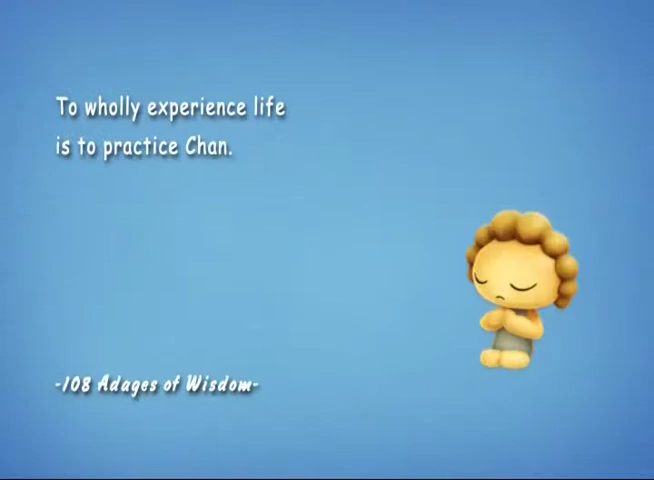 To wholly experience life
is to practice Chan.
-108 Adages of Wisdom-